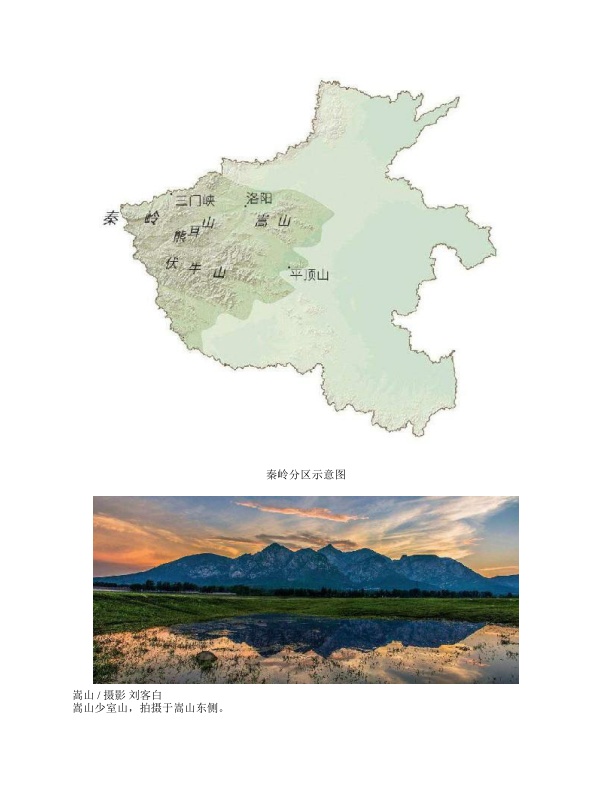 三门峡
洛阳
秦岭
嵩山
熊耳山
伏牛山
平顶山
秦岭分区示意图
嵩山 / 摄影 刘客白
嵩山少室山，拍摄于嵩山东侧。